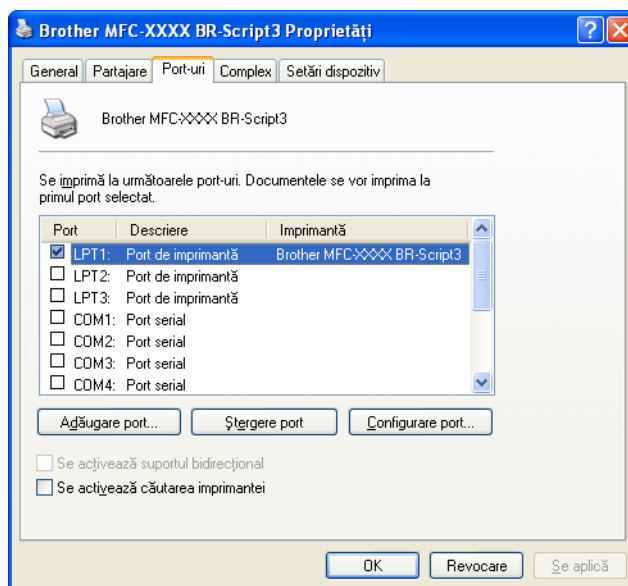 Brother MFC-XXXX BR-Script3 Proprietăți
General Partajare Port-uri Complex Setări dispozitiv
Brother MFC-XXXX BR-Script3
Se imprimă la următoarele port-uri. Documentele se vor imprima la
primul port selectat.
Port Descriere Imprimantă
LPT1: Port de imprimantă Brother MFC-XXXX BR-Script3
LPT2: Port de imprimantă
LPT3: Port de imprimantă
COM1: Port serial
COM2: Port serial
COM3: Port serial
COM4: Port serial
Adăugare port... Ștergere port Configurare port...
Se activează suportul bidirecțional
Se activează căutarea imprimantei
OK Revocare Se aplică